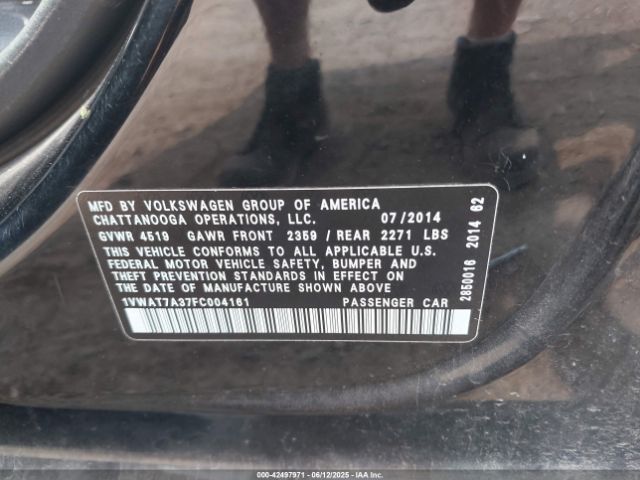 MFD BY VOLKSWAGEN GROUP OF AMERICA
CHATTANOOGA OPERATIONS, LLC. 07/2014
GVWR 4519 GAWR FRONT 2359 / REAR 2271 LBS
THIS VEHICLE CONFORMS TO ALL APPLICABLE U.S.
FEDERAL MOTOR VEHICLE SAFETY, BUMPER AND
THEFT PREVENTION STANDARDS IN EFFECT ON
THE DATE OF MANUFACTURE SHOWN ABOVE
1VWAT7A37FC004161 PASSENGER CAR
2850016 2014 62
000-42497971 - 06/12/2025 - IAA Inc.